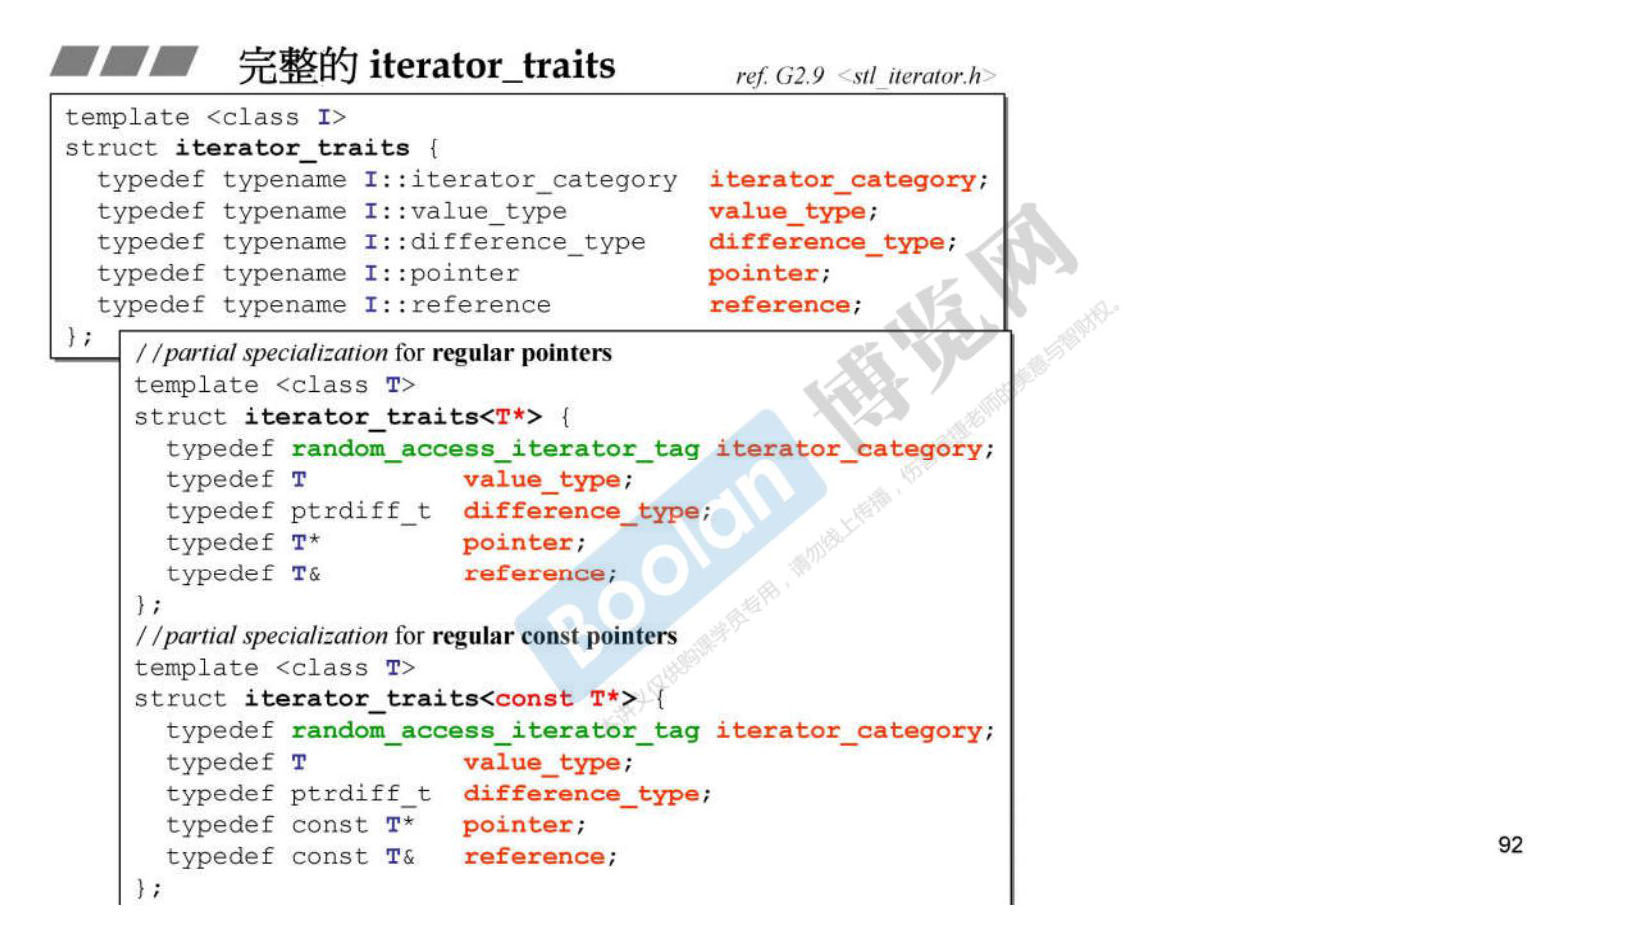 完整的 iterator_traits
ref. G2.9 <stl_iterator.h>
template <class I>
struct iterator_traits {
typedef typename I::iterator_category iterator_category;
typedef typename I::value_type value_type;
typedef typename I::difference_type difference_type;
typedef typename I::pointer pointer;
typedef typename I::reference reference;
};
//partial specialization for regular pointers
template <class T>
struct iterator_traits<T*> {
typedef random_access_iterator_tag iterator_category;
typedef T value_type;
typedef ptrdiff_t difference_type;
typedef T* pointer;
typedef T& reference;
};
//partial specialization for regular const pointers
template <class T>
struct iterator_traits<const T*> {
typedef random_access_iterator_tag iterator_category;
typedef T value_type;
typedef ptrdiff_t difference_type;
typedef const T* pointer;
typedef const T& reference;
};
Boolan 博览网
讲义仅供购课学员专用，请勿线上传播，伤害
捷老师的美意与智财权。
92